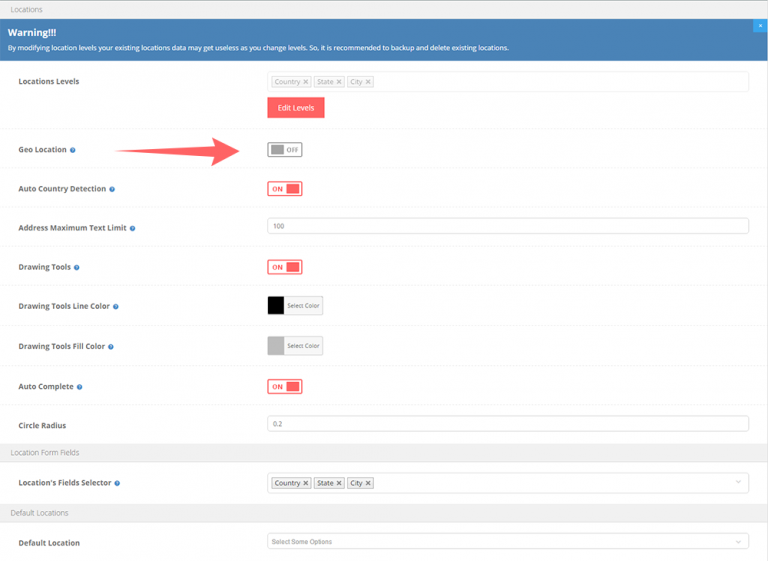 Locations
Warning!!!
By modifying location levels your existing locations data may get useless as you change levels. So, it is recommended to backup and delete existing locations.
Locations Levels
Country × State × City ×
Edit Levels
Geo Location ?
OFF
Auto Country Detection ?
ON
Address Maximum Text Limit ?
100
Drawing Tools ?
ON
Drawing Tools Line Color ?
Select Color
Drawing Tools Fill Color ?
Select Color
Auto Complete ?
ON
Circle Radius
0.2
Location Form Fields
Location's Fields Selector ?
Country × State × City ×
Default Locations
Default Location
Select Some Options